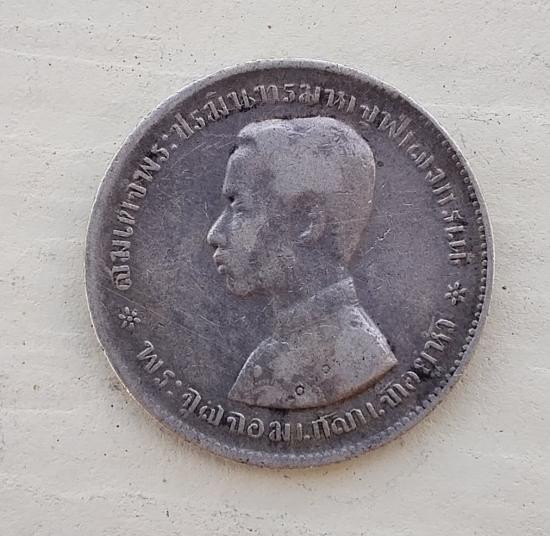 สมเดจพระปรมินทรมหาจุฬาลงกรณ์
พระจุลจอมเกล้าเจ้าอยู่หัว